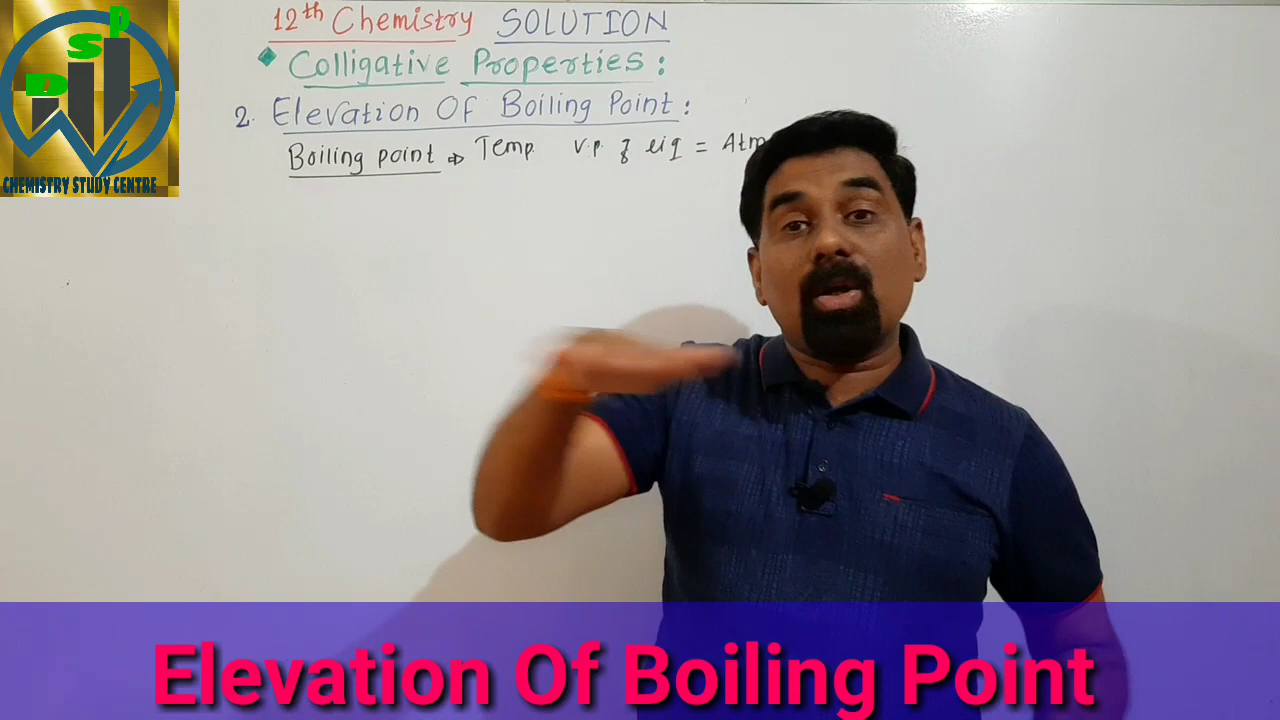 12th Chemistry SOLUTION
Colligative Properties :
2. Elevation Of Boiling Point :
Boiling point ⇒ Temp. V.P. of liq = Atm
DSP
CHEMISTRY STUDY CENTRE
Elevation Of Boiling Point